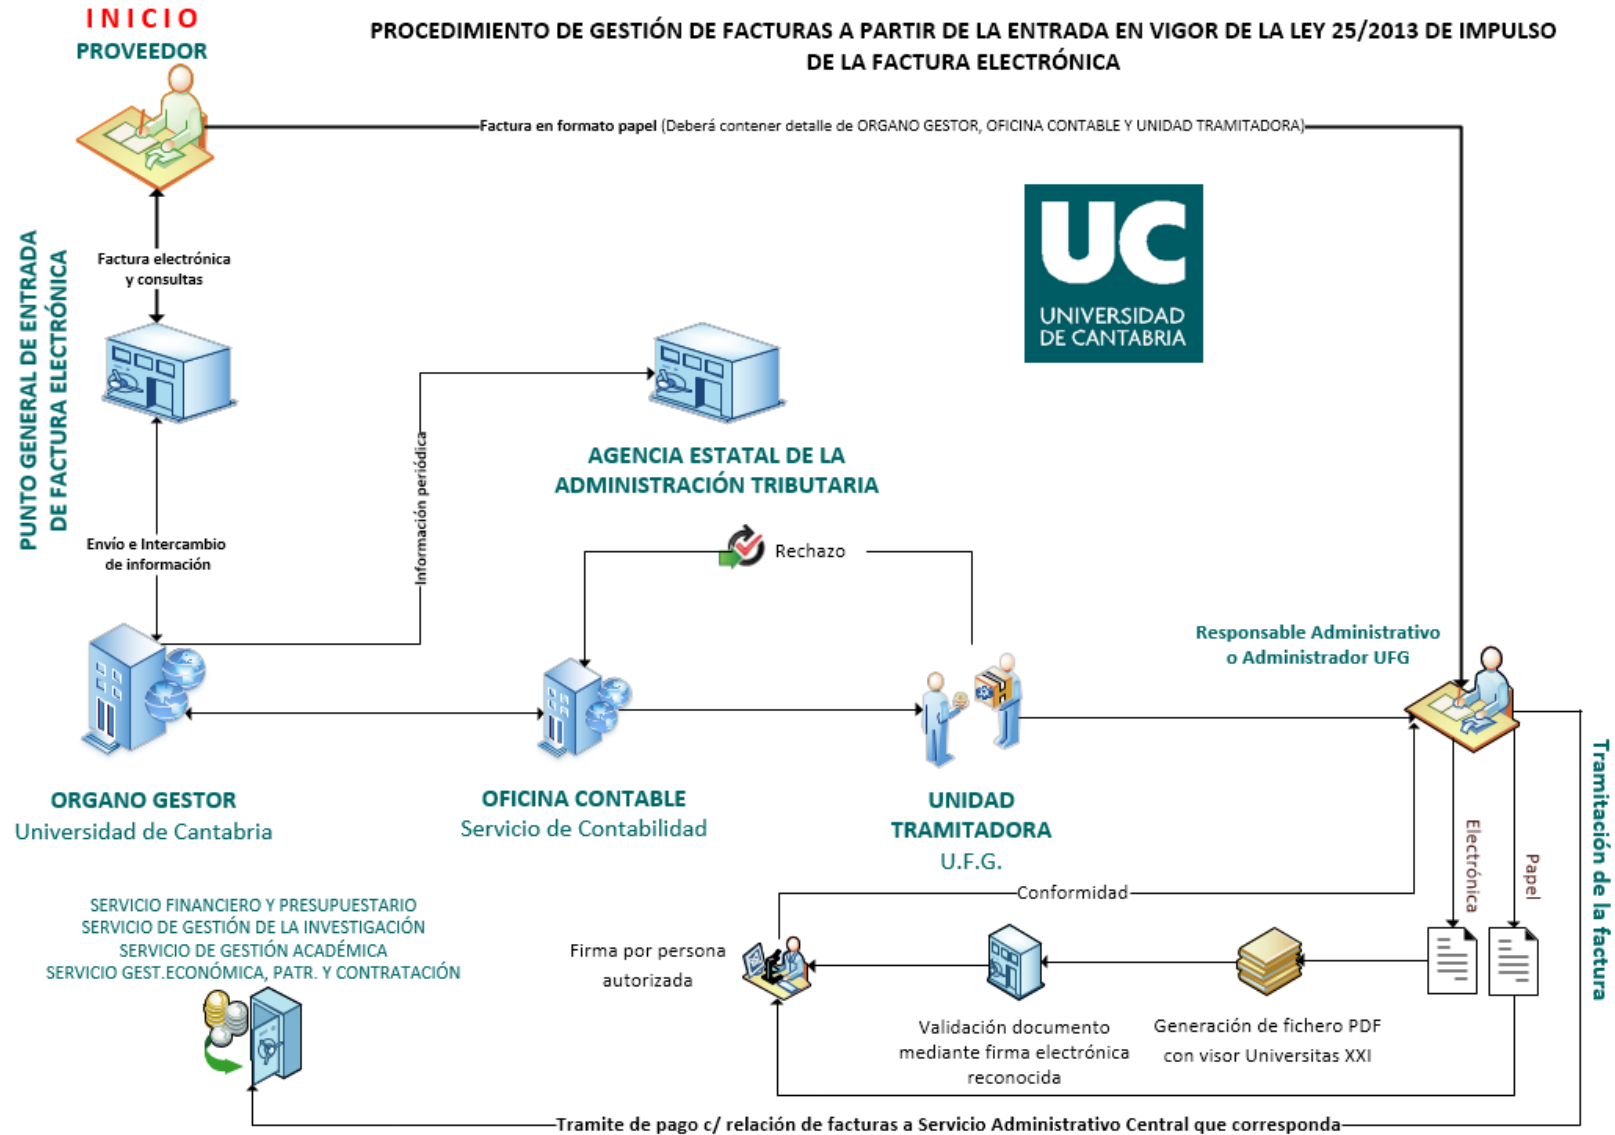 INICIO
PROVEEDOR
PROCEDIMIENTO DE GESTIÓN DE FACTURAS A PARTIR DE LA ENTRADA EN VIGOR DE LA LEY 25/2013 DE IMPULSO
DE LA FACTURA ELECTRÓNICA
Factura en formato papel (Deberá contener detalle de ORGANO GESTOR, OFICINA CONTABLE Y UNIDAD TRAMITADORA)
UC
UNIVERSIDAD
DE CANTABRIA
PUNTO GENERAL DE ENTRADA
DE FACTURA ELECTRÓNICA
Factura electrónica
y consultas
Envío e Intercambio
de información
Información periódica
AGENCIA ESTATAL DE LA
ADMINISTRACIÓN TRIBUTARIA
Rechazo
Responsable Administrativo
o Administrador UFG
ORGANO GESTOR
Universidad de Cantabria
OFICINA CONTABLE
Servicio de Contabilidad
UNIDAD
TRAMITADORA
U.F.G.
Electrónica
Papel
Tramitación de la factura
Conformidad
SERVICIO FINANCIERO Y PRESUPUESTARIO
SERVICIO DE GESTIÓN DE LA INVESTIGACIÓN
SERVICIO DE GESTIÓN ACADÉMICA
SERVICIO GEST.ECONÓMICA, PATR. Y CONTRATACIÓN
Firma por persona
autorizada
Validación documento
mediante firma electrónica
reconocida
Generación de fichero PDF
con visor Universitas XXI
Tramite de pago c/ relación de facturas a Servicio Administrativo Central que corresponda